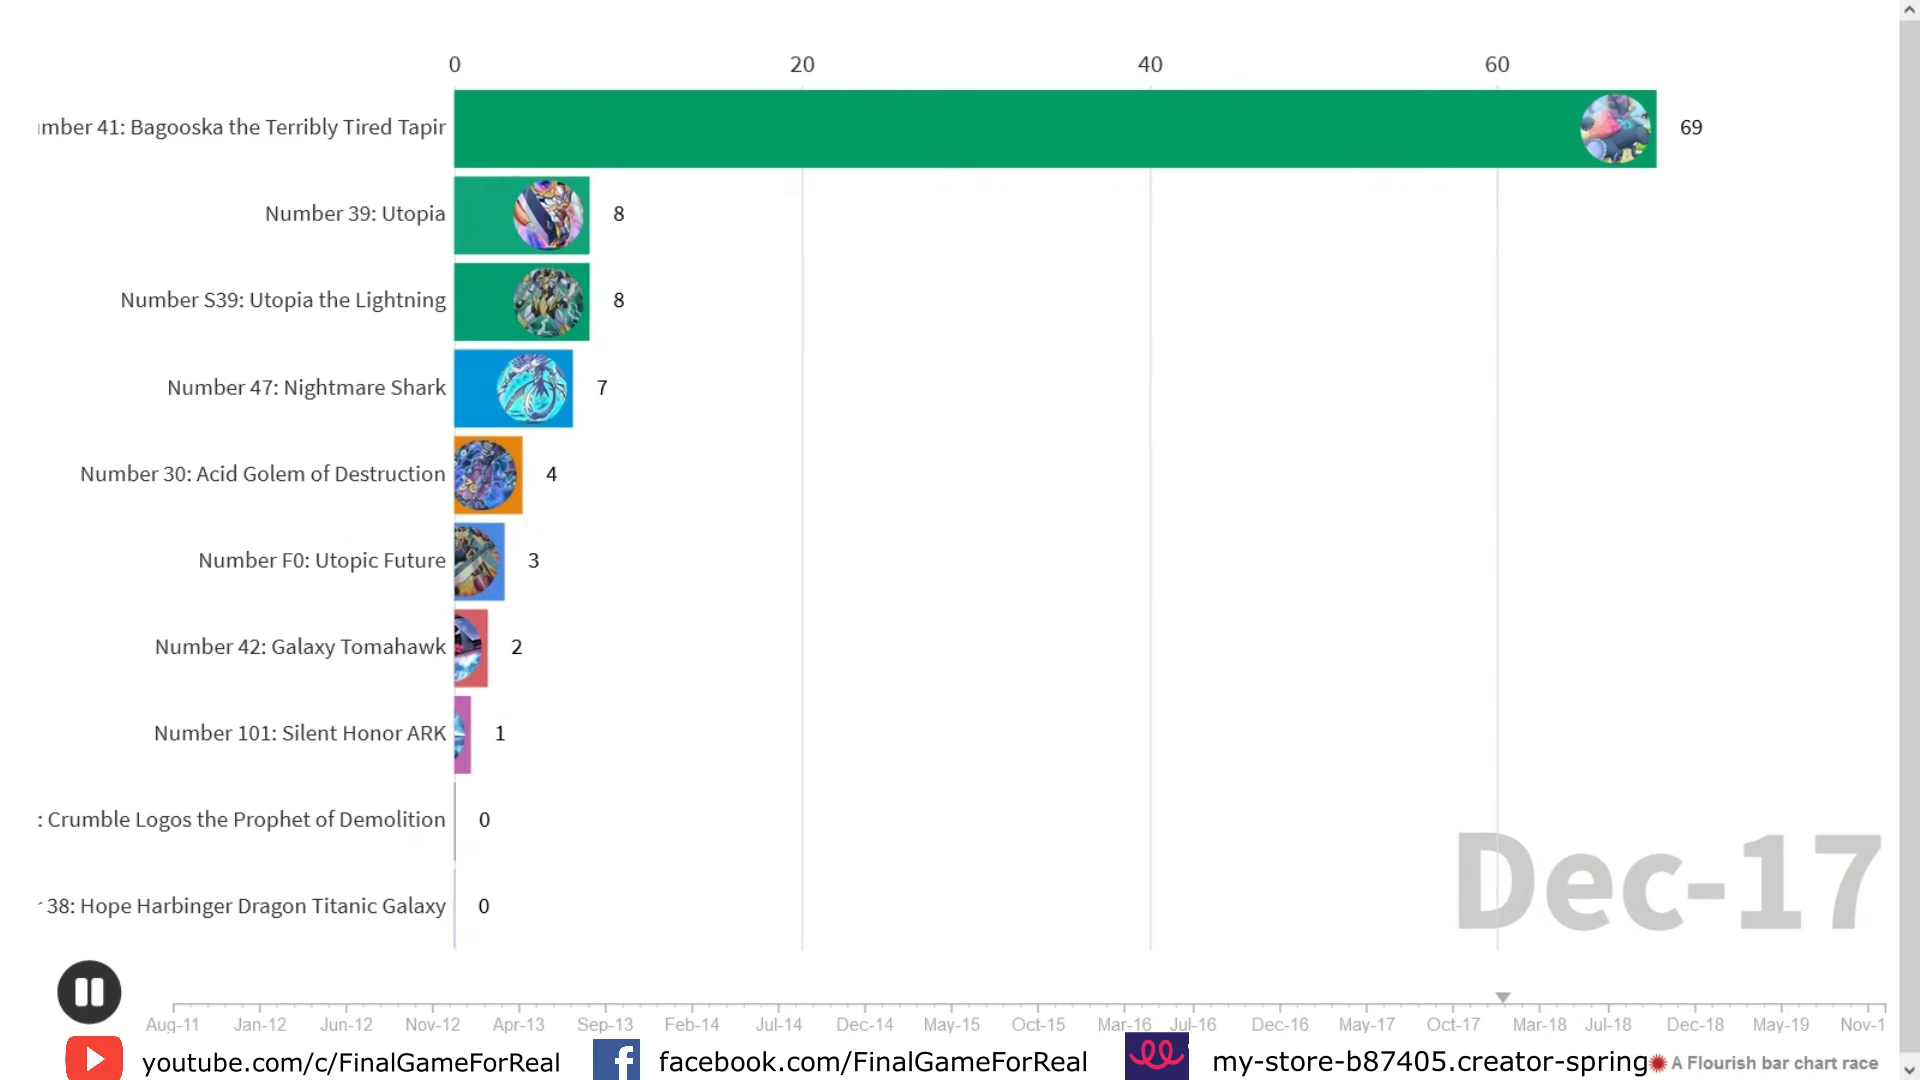 0 20 40 60
mber 41: Bagooska the Terribly Tired Tapir 69
Number 39: Utopia 8
Number S39: Utopia the Lightning 8
Number 47: Nightmare Shark 7
Number 30: Acid Golem of Destruction 4
Number F0: Utopic Future 3
Number 42: Galaxy Tomahawk 2
Number 101: Silent Honor ARK 1
: Crumble Logos the Prophet of Demolition 0
38: Hope Harbinger Dragon Titanic Galaxy 0
Dec-17
Aug-11 Jan-12 Jun-12 Nov-12 Apr-13 Sep-13 Feb-14 Jul-14 Dec-14 May-15 Oct-15 Mar-16 Jul-16 Dec-16 May-17 Oct-17 Mar-18 Jul-18 Dec-18 May-19 Nov-1
youtube.com/c/FinalGameForReal facebook.com/FinalGameForReal my-store-b87405.creator-spring A Flourish bar chart race